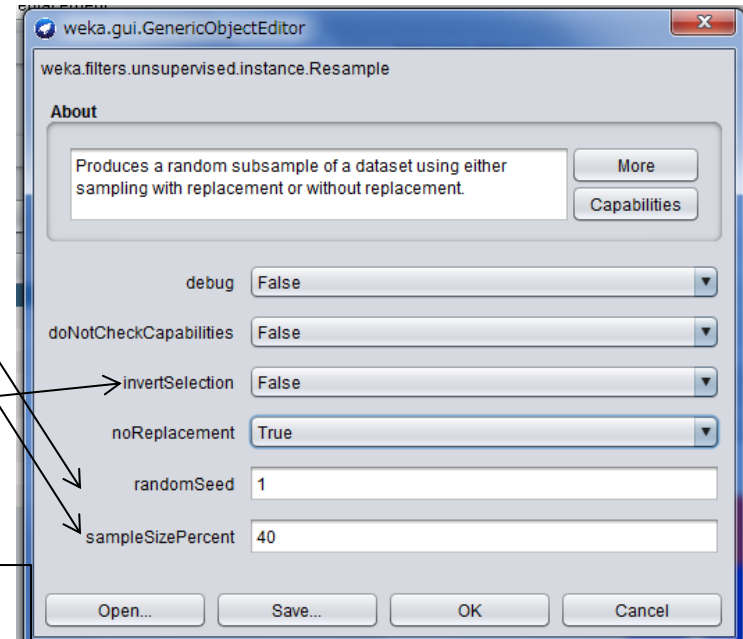 weka.gui.GenericObjectEditor
weka.filters.unsupervised.instance.Resample
About
Produces a random subsample of a dataset using either
sampling with replacement or without replacement.
More
Capabilities
debug False
doNotCheckCapabilities False
invertSelection False
noReplacement True
randomSeed 1
sampleSizePercent 40
Open... Save... OK Cancel